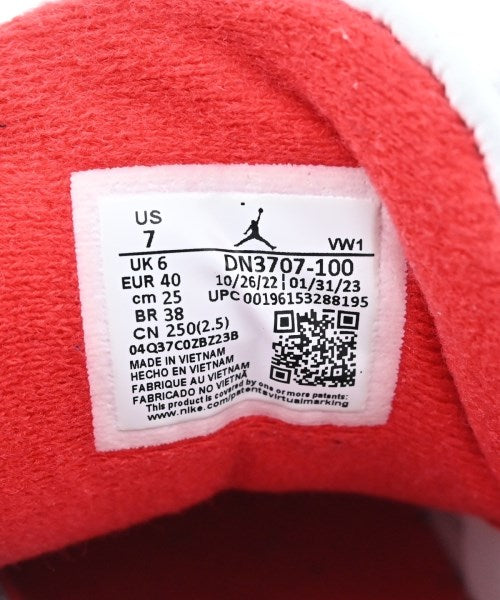 US
7
VW1
UK 6
DN3707-100
EUR 40
10/26/22 | 01/31/23
cm 25
UPC 00196153288195
BR 38
CN 250(2.5)
04Q37C0ZBZ23B
MADE IN VIETNAM
HECHO EN VIETNAM
FABRIQUE AU VIETNAM
FABRICADO NO VIETNÃ
This product is covered by one or more patents:
www.nike.com/patentsvirtualmarking